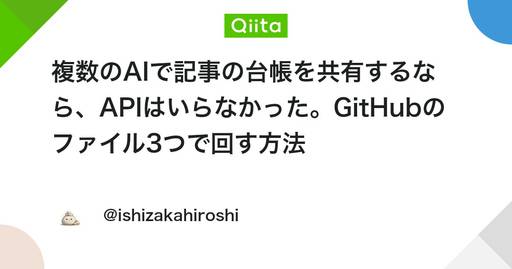 Qiita
複数のAIで記事の台帳を共有するな
ら、APIはいらなかった。GitHubの
ファイル3つで回す方法
@ishizakahiroshi